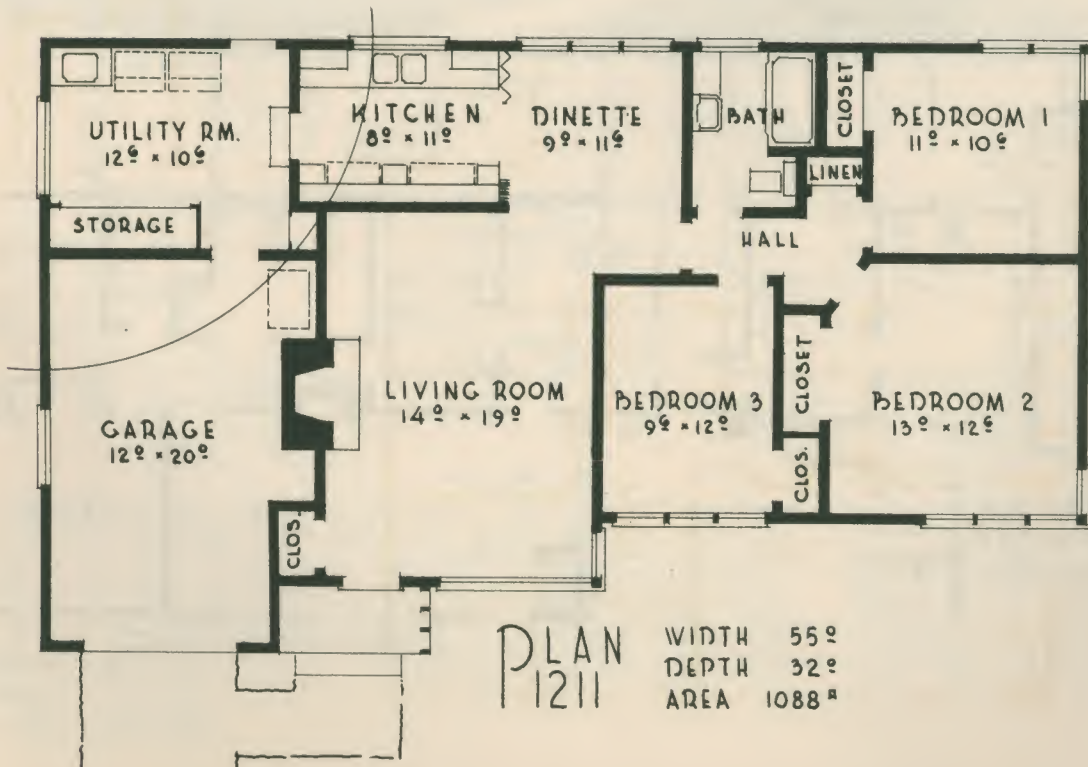 UTILITY RM.
12⁶ × 10⁶
STORAGE
KITCHEN
8⁰ × 11⁰
DINETTE
9⁰ × 11⁶
BATH
CLOSET
BEDROOM 1
11⁰ × 10⁶
LINEN
HALL
GARAGE
12⁰ × 20⁰
LIVING ROOM
14⁰ × 19⁰
CLOS.
BEDROOM 3
9⁶ × 12⁰
CLOSET
CLOS.
BEDROOM 2
13⁰ × 12⁶
PLAN
1211
WIDTH 55⁰
DEPTH 32⁰
AREA 1088